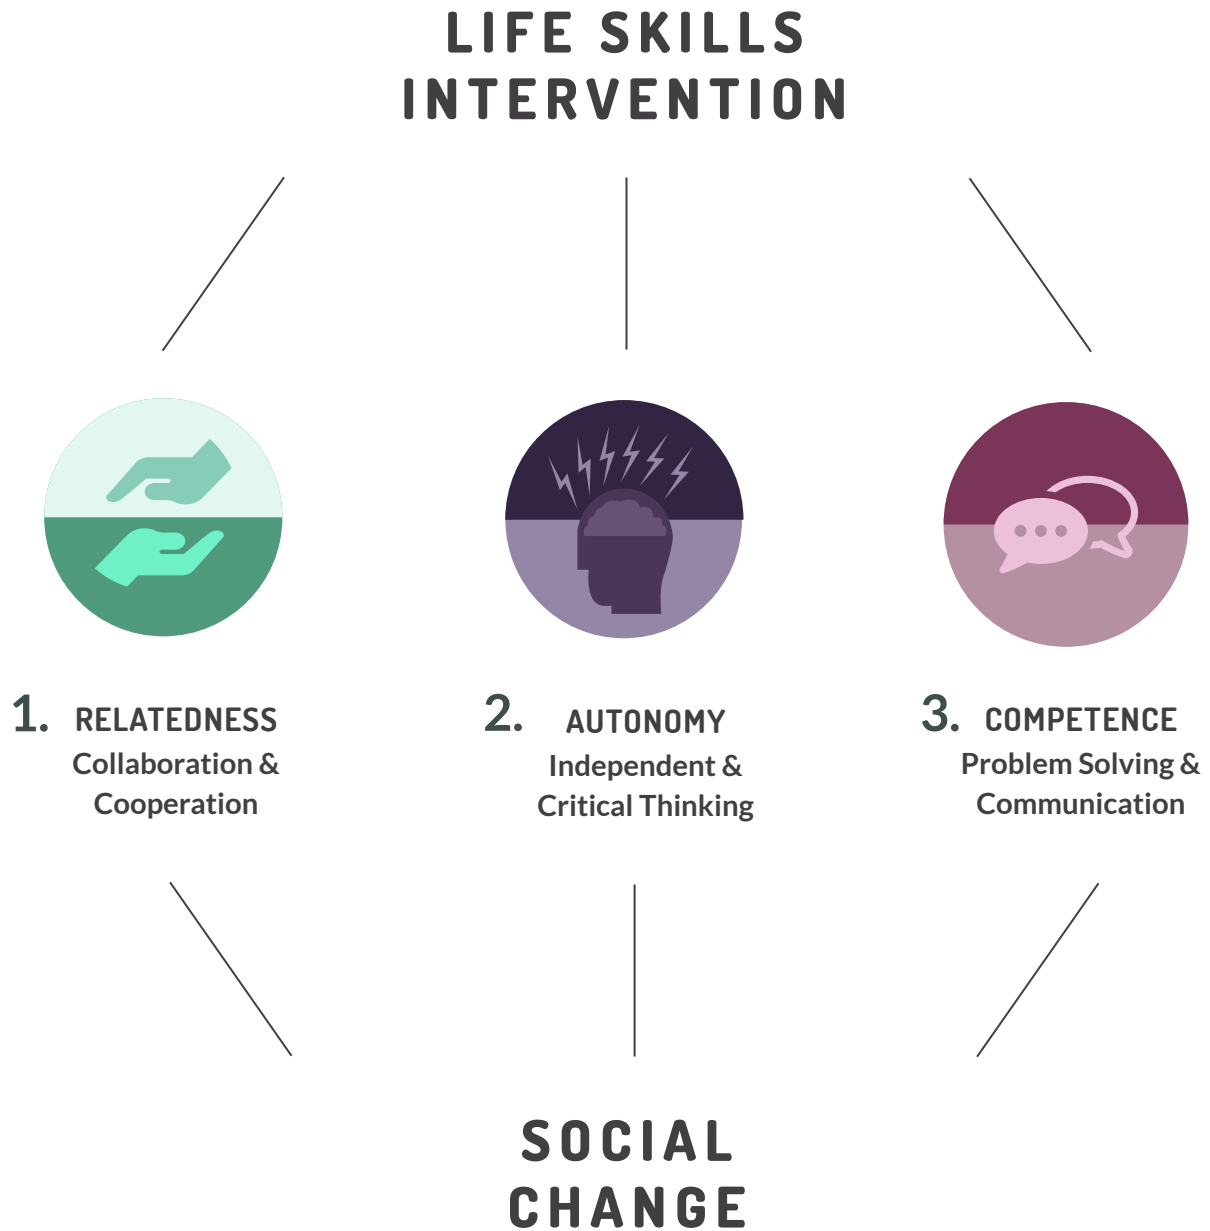 LIFE SKILLS
INTERVENTION
1. RELATEDNESS
Collaboration &
Cooperation
2. AUTONOMY
Independent &
Critical Thinking
3. COMPETENCE
Problem Solving &
Communication
SOCIAL
CHANGE